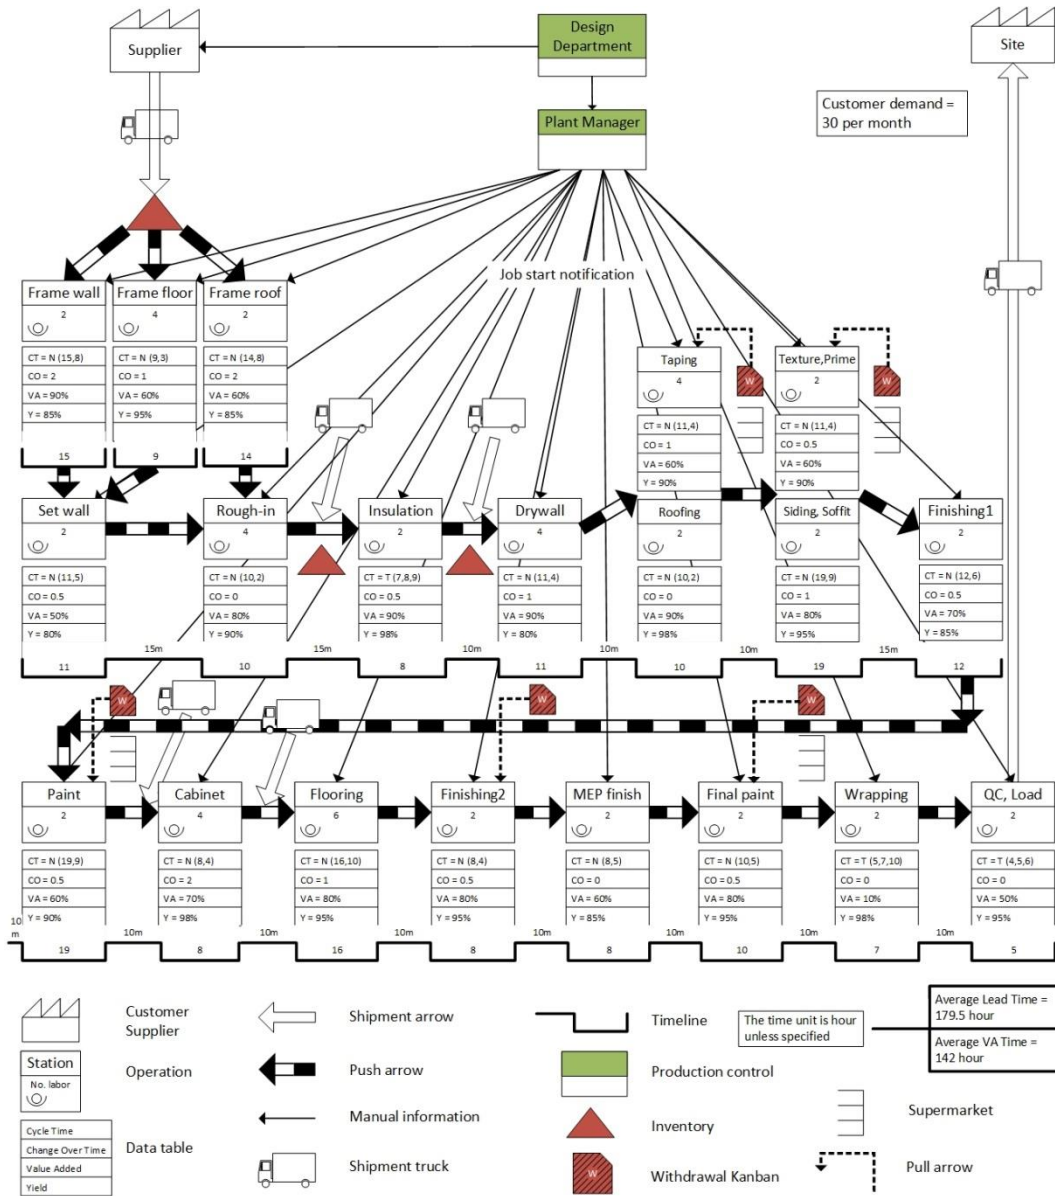 Supplier
Design
Department
Site
Plant Manager
Customer demand =
30 per month
Job start notification
Frame wall
2
CT = N (15,8)
CO = 2
VA = 90%
Y = 85%
15
Frame floor
4
CT = N (9,3)
CO = 1
VA = 60%
Y = 95%
9
Frame roof
2
CT = N (14,8)
CO = 2
VA = 60%
Y = 85%
14
Taping
4
CT = N (11,4)
CO = 1
VA = 60%
Y = 90%
W
Texture,Prime
2
CT = N (11,4)
CO = 0.5
VA = 60%
Y = 90%
W
Set wall
2
CT = N (11,5)
CO = 0.5
VA = 50%
Y = 80%
Rough-in
4
CT = N (10,2)
CO = 0
VA = 80%
Y = 90%
Insulation
2
CT = T (7,8,9)
CO = 0.5
VA = 90%
Y = 98%
Drywall
4
CT = N (11,4)
CO = 1
VA = 90%
Y = 80%
Roofing
2
CT = N (10,2)
CO = 0
VA = 90%
Y = 98%
Siding, Soffit
2
CT = N (19,9)
CO = 1
VA = 80%
Y = 95%
Finishing1
2
CT = N (12,6)
CO = 0.5
VA = 70%
Y = 85%
11
15m
10
15m
8
10m
11
10m
10
10m
19
15m
12
W
W
W
Paint
2
CT = N (19,9)
CO = 0.5
VA = 60%
Y = 90%
Cabinet
4
CT = N (8,4)
CO = 2
VA = 70%
Y = 98%
Flooring
6
CT = N (16,10)
CO = 1
VA = 80%
Y = 95%
Finishing2
2
CT = N (8,4)
CO = 0.5
VA = 80%
Y = 95%
MEP finish
2
CT = N (8,5)
CO = 0
VA = 60%
Y = 85%
Final paint
2
CT = N (10,5)
CO = 0.5
VA = 80%
Y = 95%
Wrapping
2
CT = T (5,7,10)
CO = 0
VA = 10%
Y = 98%
QC, Load
2
CT = T (4,5,6)
CO = 0
VA = 50%
Y = 95%
10
m
19
10m
8
10m
16
10m
8
10m
8
10m
10
10m
7
10m
5
Customer
Supplier
Shipment arrow
Timeline
The time unit is hour
unless specified
Average Lead Time =
179.5 hour
Average VA Time =
142 hour
Station
No. labor
Operation
Push arrow
Production control
Manual information
Inventory
Supermarket
Cycle Time
Change Over Time
Value Added
Yield
Data table
Shipment truck
W
Withdrawal Kanban
Pull arrow